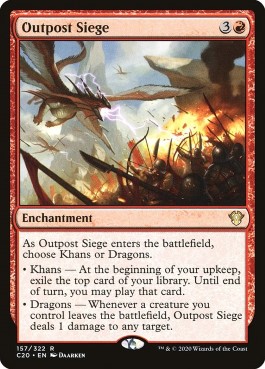 Outpost Siege 3
Enchantment
As Outpost Siege enters the battlefield,
choose Khans or Dragons.
• Khans — At the beginning of your upkeep,
exile the top card of your library. Until end
of turn, you may play that card.
• Dragons — Whenever a creature you
control leaves the battlefield, Outpost Siege
deals 1 damage to any target.
157/322 R
C20 • EN DAARKEN
™ & © 2020 Wizards of the Coast